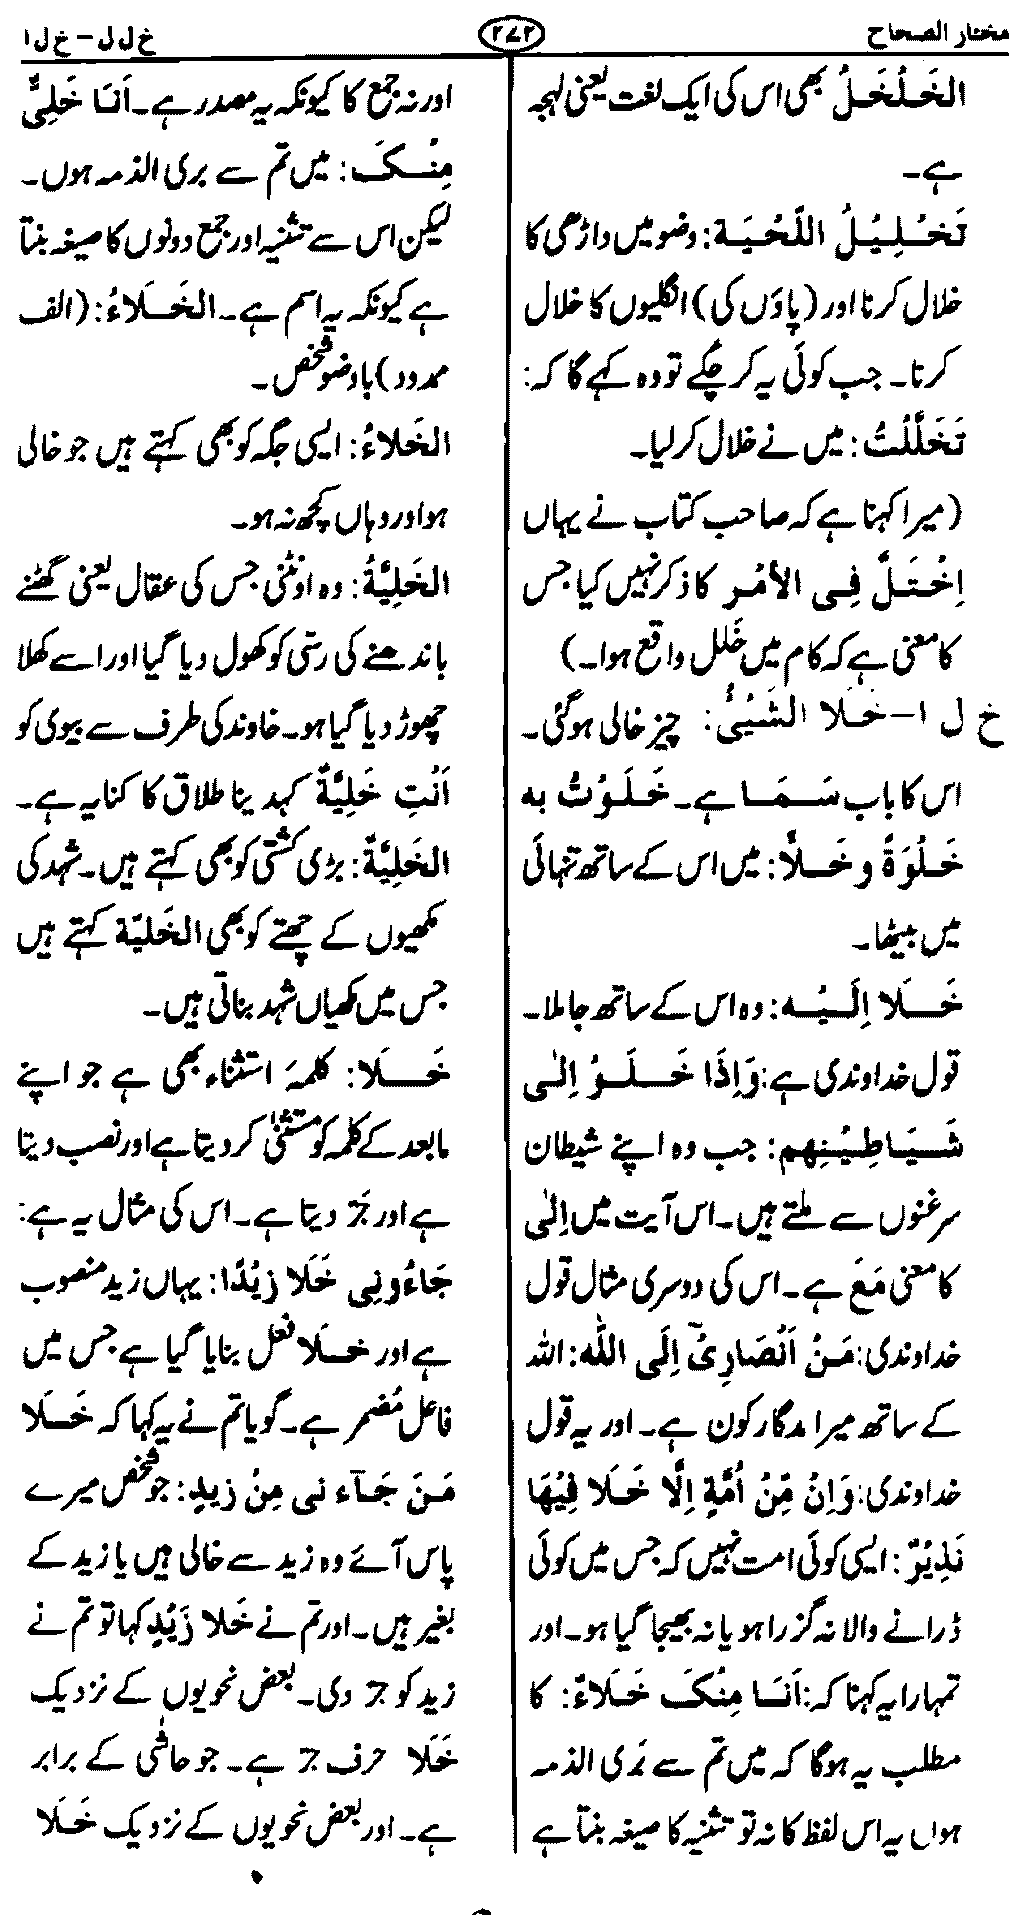 مختار الصحاح
۲۷۲
خ ل ل – خ ل ا
الخَلْخَلُ بھی اس کی ایک لغت یعنی لہجہ
ہے۔
تَخْلِیْلُ اللِّحْیَة: وضو میں داڑھی کا
خلال کرنا اور (پاؤں کی) انگلیوں کا خلال
کرنا۔ جب کوئی یہ کر چکے تو وہ کہے گا کہ:
تَخَلَّلْتُ: میں نے خلال کر لیا۔
(میرا کہنا ہے کہ صاحب کتاب نے یہاں
اِخْتَلَّ فِی الأمْر کا ذکر نہیں کیا جس
کا معنی ہے کہ کام میں خلل واقع ہوا۔)
خ ل ا – خَلَا الشَّیْئُ: چیز خالی ہو گئی۔
اس کا باب سَمَا ہے۔ خَلَوْتُ به
خَلْوَةً و خَلاً: میں اس کے ساتھ تنہائی
میں بیٹھا۔
خَلَا اِلَیْه: وہ اس کے ساتھ جا ملا۔
قول خداوندی ہے: وَاِذَا خَلَوْ اِلٰی
شَیَاطِیْنِهِم: جب وہ اپنے شیطان
سرغنوں سے ملتے ہیں۔ اس آیت میں اِلٰی
کا معنی مَعَ ہے۔ اس کی دوسری مثال قول
خداوندی: مَنْ اَنْصَارِیْٓ اِلَی اللّٰه: اللہ
کے ساتھ میرا مدگار کون ہے۔ اور یہ قول
خداوندی: وَاِنْ مِّنْ اُمَّةٍ اِلَّا خَلَا فِیْهَا
نَذِیْرٌ: ایسی کوئی امت نہیں کہ جس میں کوئی
ڈرانے والا نہ گزرا ہو یا نہ بھیجا گیا ہو۔ اور
تمہارا یہ کہنا کہ: اَنَا مِنْکَ خَلَاءٌ: کا
مطلب یہ ہوگا کہ میں تم سے بَری الذمہ
ہوں یہ اس لفظ کا نہ تو تثنیہ کا صیغہ بنتا ہے
اور نہ جمع کا کیونکہ یہ مصدر ہے۔ اَنَا خَلِیٌّ
مِنْکَ: میں تم سے بری الذمہ ہوں۔
لیکن اس سے تثنیہ اور جمع دونوں کا صیغہ بنتا
ہے کیونکہ یہ اسم ہے۔ الخَلَاءُ: (الف
ممدود) باوضو شخص۔
الخَلاءُ: ایسی جگہ کو بھی کہتے ہیں جو خالی
ہو اور وہاں کچھ نہ ہو۔
الخَلِیَّةُ: وہ اونٹنی جس کی عقال یعنی گھٹنے
باندھنے کی رسّی کو کھول دیا گیا اور اسے کھلا
چھوڑ دیا گیا ہو۔ خاوند کی طرف سے بیوی کو
اَنْتِ خَلِیَّةٌ کہہ دینا طلاق کا کنایہ ہے۔
الخَلِیَّةُ: بڑی کشتی کو بھی کہتے ہیں۔ شہد کی
مکھیوں کے چھتے کو بھی الخَلیّة کہتے ہیں
جس میں مکھیاں شہد بناتی ہیں۔
خَلَا: کلمۂ استثناء بھی ہے جو اپنے
مابعد کے کلمہ کو مستثنیٰ کر دیتا ہے اور نصب دیتا
ہے اور جرّ دیتا ہے۔ اس کی مثال یہ ہے:
جَاءُ ونِی خَلَا زَیْدًا: یہاں زید منصوب
ہے اور خلَا فعل بنایا گیا ہے جس میں
فاعل مُضمر ہے۔ گویا تم نے یہ کہا کہ خَلَا
مَنَ جَآء نی مِنْ زیدٍ: جو شخص میرے
پاس آئے وہ زید سے خالی ہیں یا زید کے
بغیر ہیں۔ اور تم نے خَلا زَیْدٍ کہا تو تم نے
زید کو جرّ دی۔ بعض نحویوں کے نزدیک
خَلَا حرف جرّ ہے۔ جو حاشٰی کے برابر
ہے۔ اور بعض نحویوں کے نزدیک خَلَا